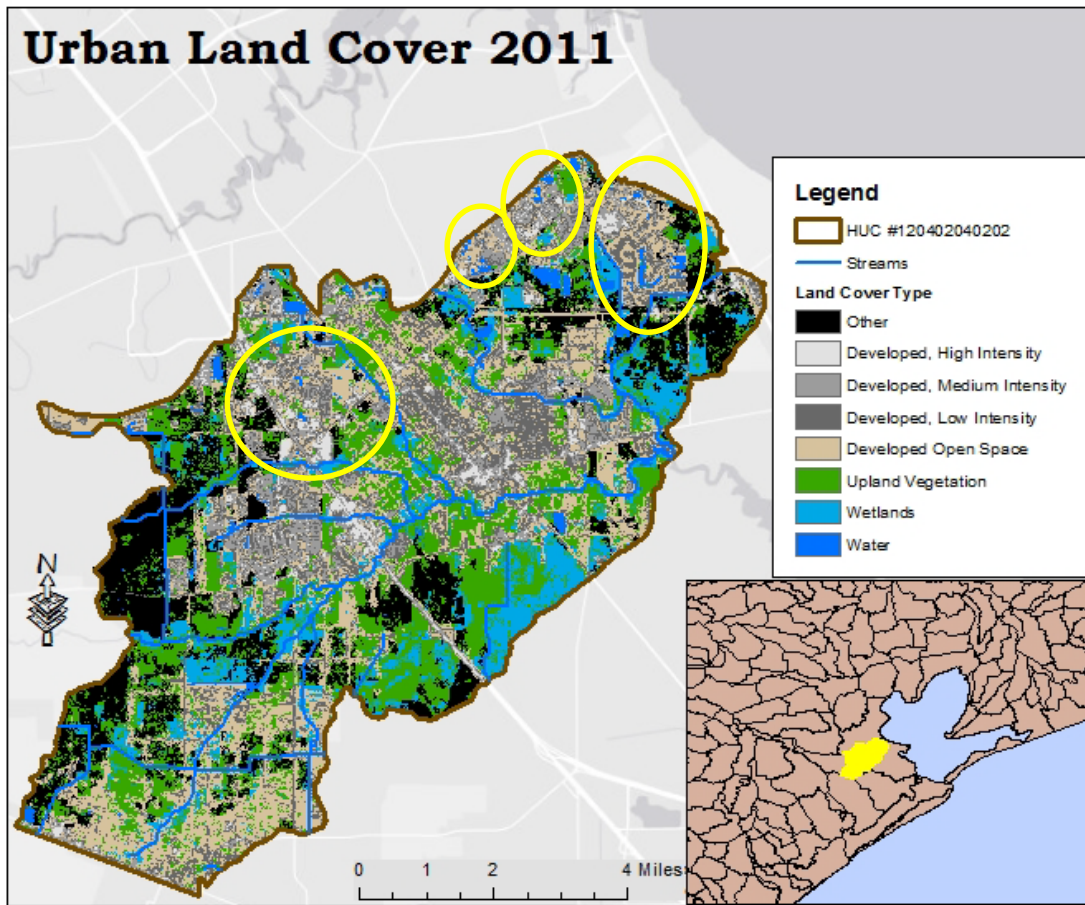 Urban Land Cover 2011
Legend
HUC #120402040202
Streams
Land Cover Type
Other
Developed, High Intensity
Developed, Medium Intensity
Developed, Low Intensity
Developed Open Space
Upland Vegetation
Wetlands
Water
N
0 1 2 4 Miles